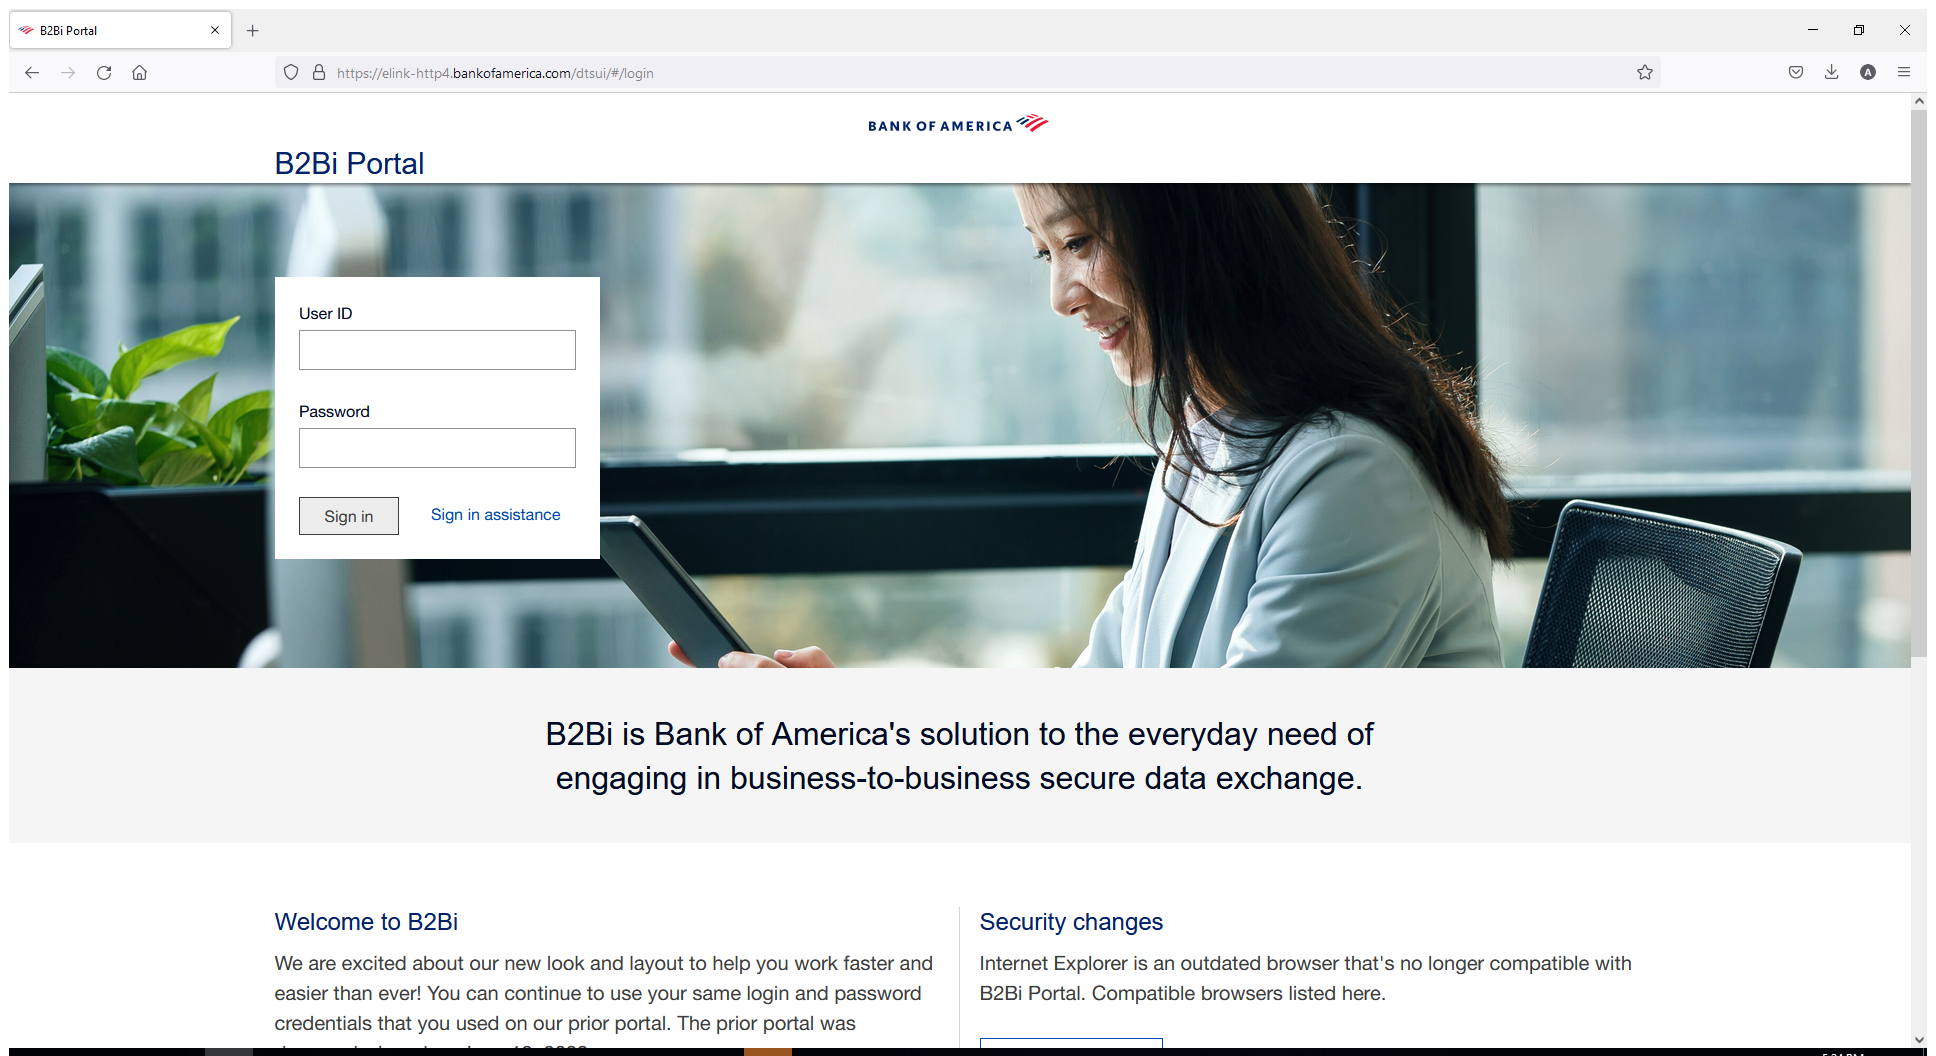 B2Bi Portal
https://elink-http4.bankofamerica.com/dtsui/#/login
A
BANK OF AMERICA
B2Bi Portal
User ID
Password
Sign in
Sign in assistance
B2Bi is Bank of America's solution to the everyday need of
engaging in business-to-business secure data exchange.
Welcome to B2Bi
We are excited about our new look and layout to help you work faster and
easier than ever! You can continue to use your same login and password
credentials that you used on our prior portal. The prior portal was
Security changes
Internet Explorer is an outdated browser that's no longer compatible with
B2Bi Portal. Compatible browsers listed here.